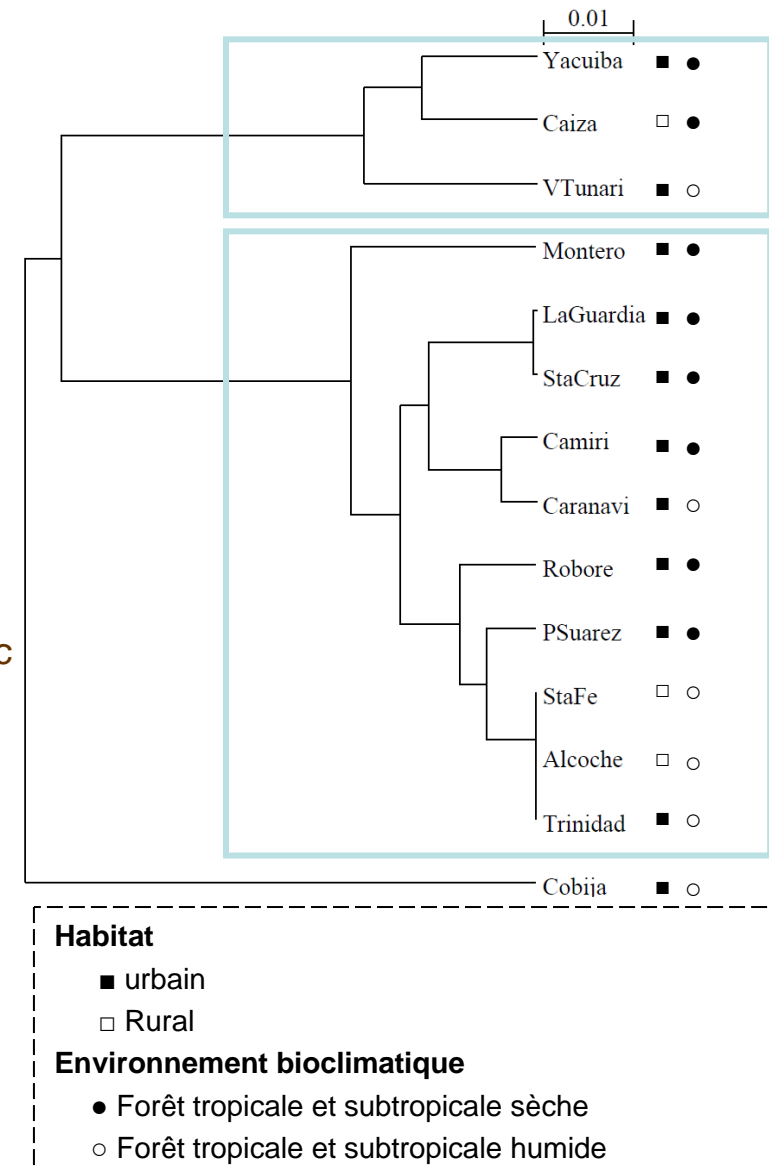 0.01
Yacuiba ■ ●
Caiza □ ●
VTunari ■ ○
Montero ■ ●
LaGuardia ■ ●
StaCruz ■ ●
Camiri ■ ●
Caranavi ■ ○
Robore ■ ●
PSuarez ■ ●
c
StaFe □ ○
Alcoche □ ○
Trinidad ■ ○
Cobija ■ ○
Habitat
■ urbain
□ Rural
Environnement bioclimatique
● Forêt tropicale et subtropicale sèche
○ Forêt tropicale et subtropicale humide